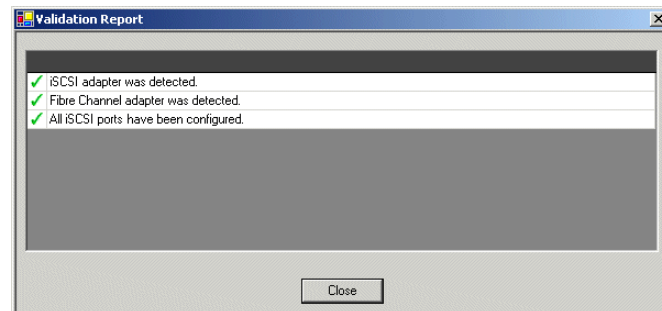 Validation Report
iSCSI adapter was detected.
Fibre Channel adapter was detected.
All iSCSI ports have been configured.
Close